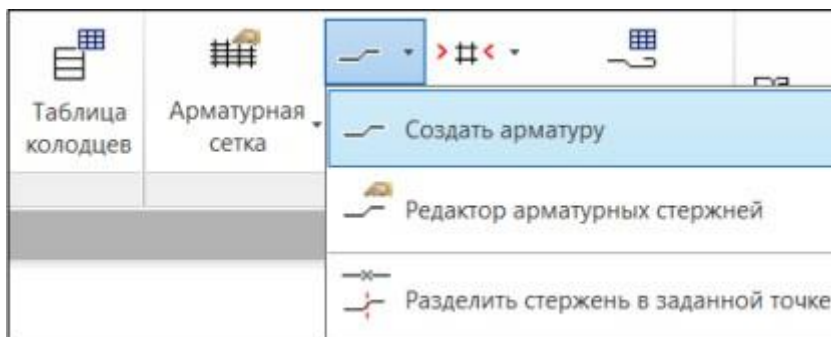 Таблица
колодцев
Арматурная
сетка
Создать арматуру
Редактор арматурных стержней
Разделить стержень в заданной точке